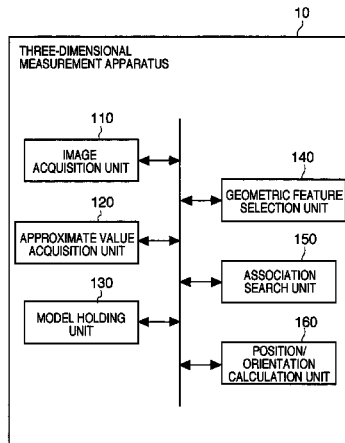 10
THREE-DIMENSIONAL
MEASUREMENT APPARATUS
110
IMAGE
ACQUISITION UNIT
120
APPROXIMATE VALUE
ACQUISITION UNIT
130
MODEL HOLDING
UNIT
140
GEOMETRIC FEATURE
SELECTION UNIT
150
ASSOCIATION
SEARCH UNIT
160
POSITION/
ORIENTATION
CALCULATION UNIT